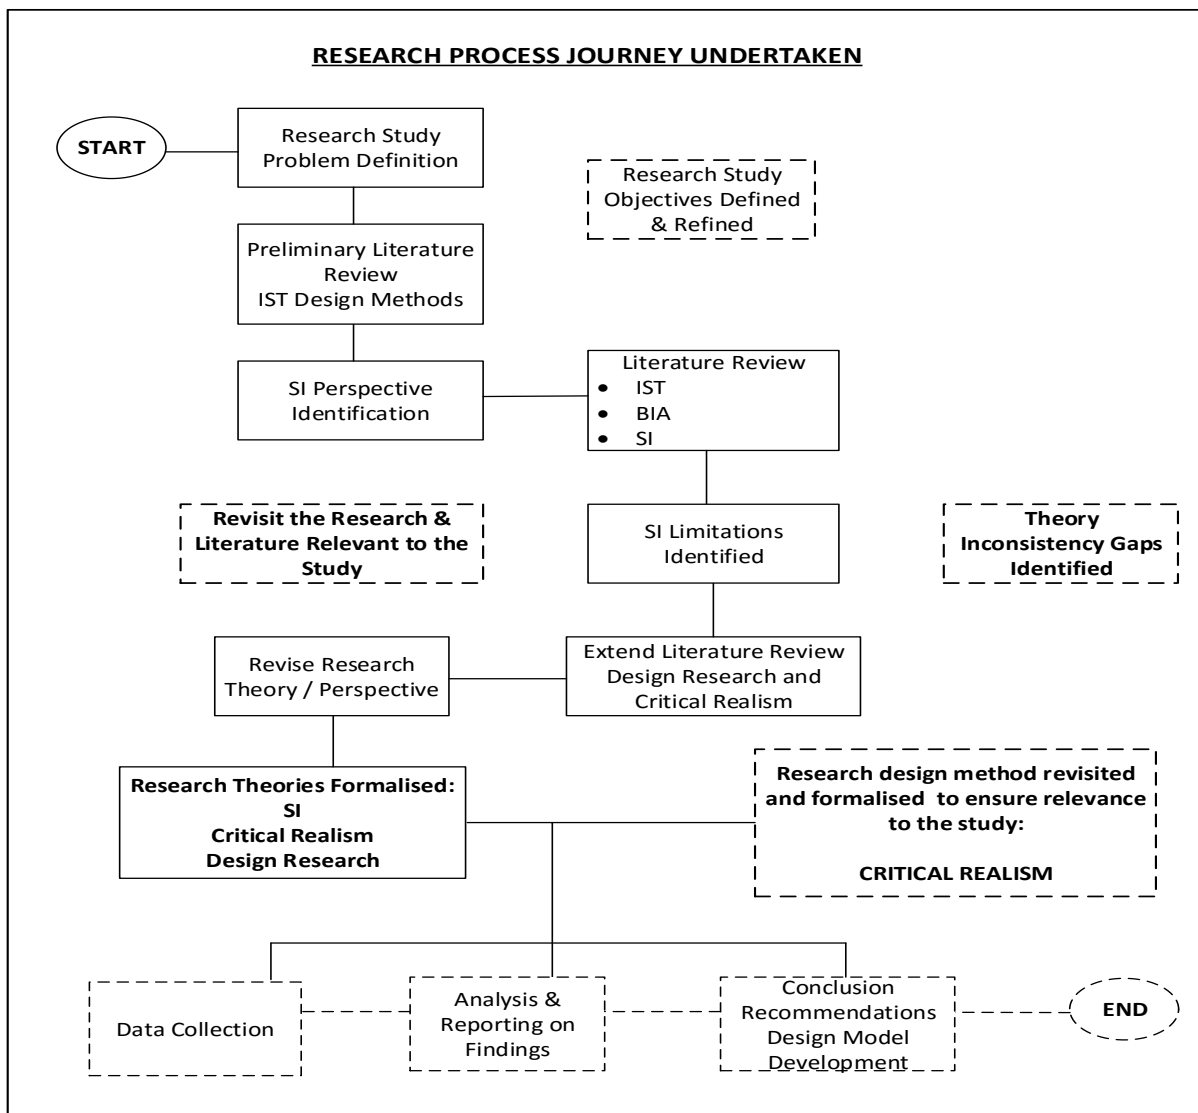 RESEARCH PROCESS JOURNEY UNDERTAKEN
START
Research Study
Problem Definition
Research Study
Objectives Defined
& Refined
Preliminary Literature
Review
IST Design Methods
SI Perspective
Identification
Literature Review
• IST
• BIA
• SI
Revisit the Research &
Literature Relevant to the
Study
SI Limitations
Identified
Theory
Inconsistency Gaps
Identified
Revise Research
Theory / Perspective
Extend Literature Review
Design Research and
Critical Realism
Research Theories Formalised:
SI
Critical Realism
Design Research
Research design method revisited
and formalised to ensure relevance
to the study:
CRITICAL REALISM
Data Collection
Analysis &
Reporting on
Findings
Conclusion
Recommendations
Design Model
Development
END